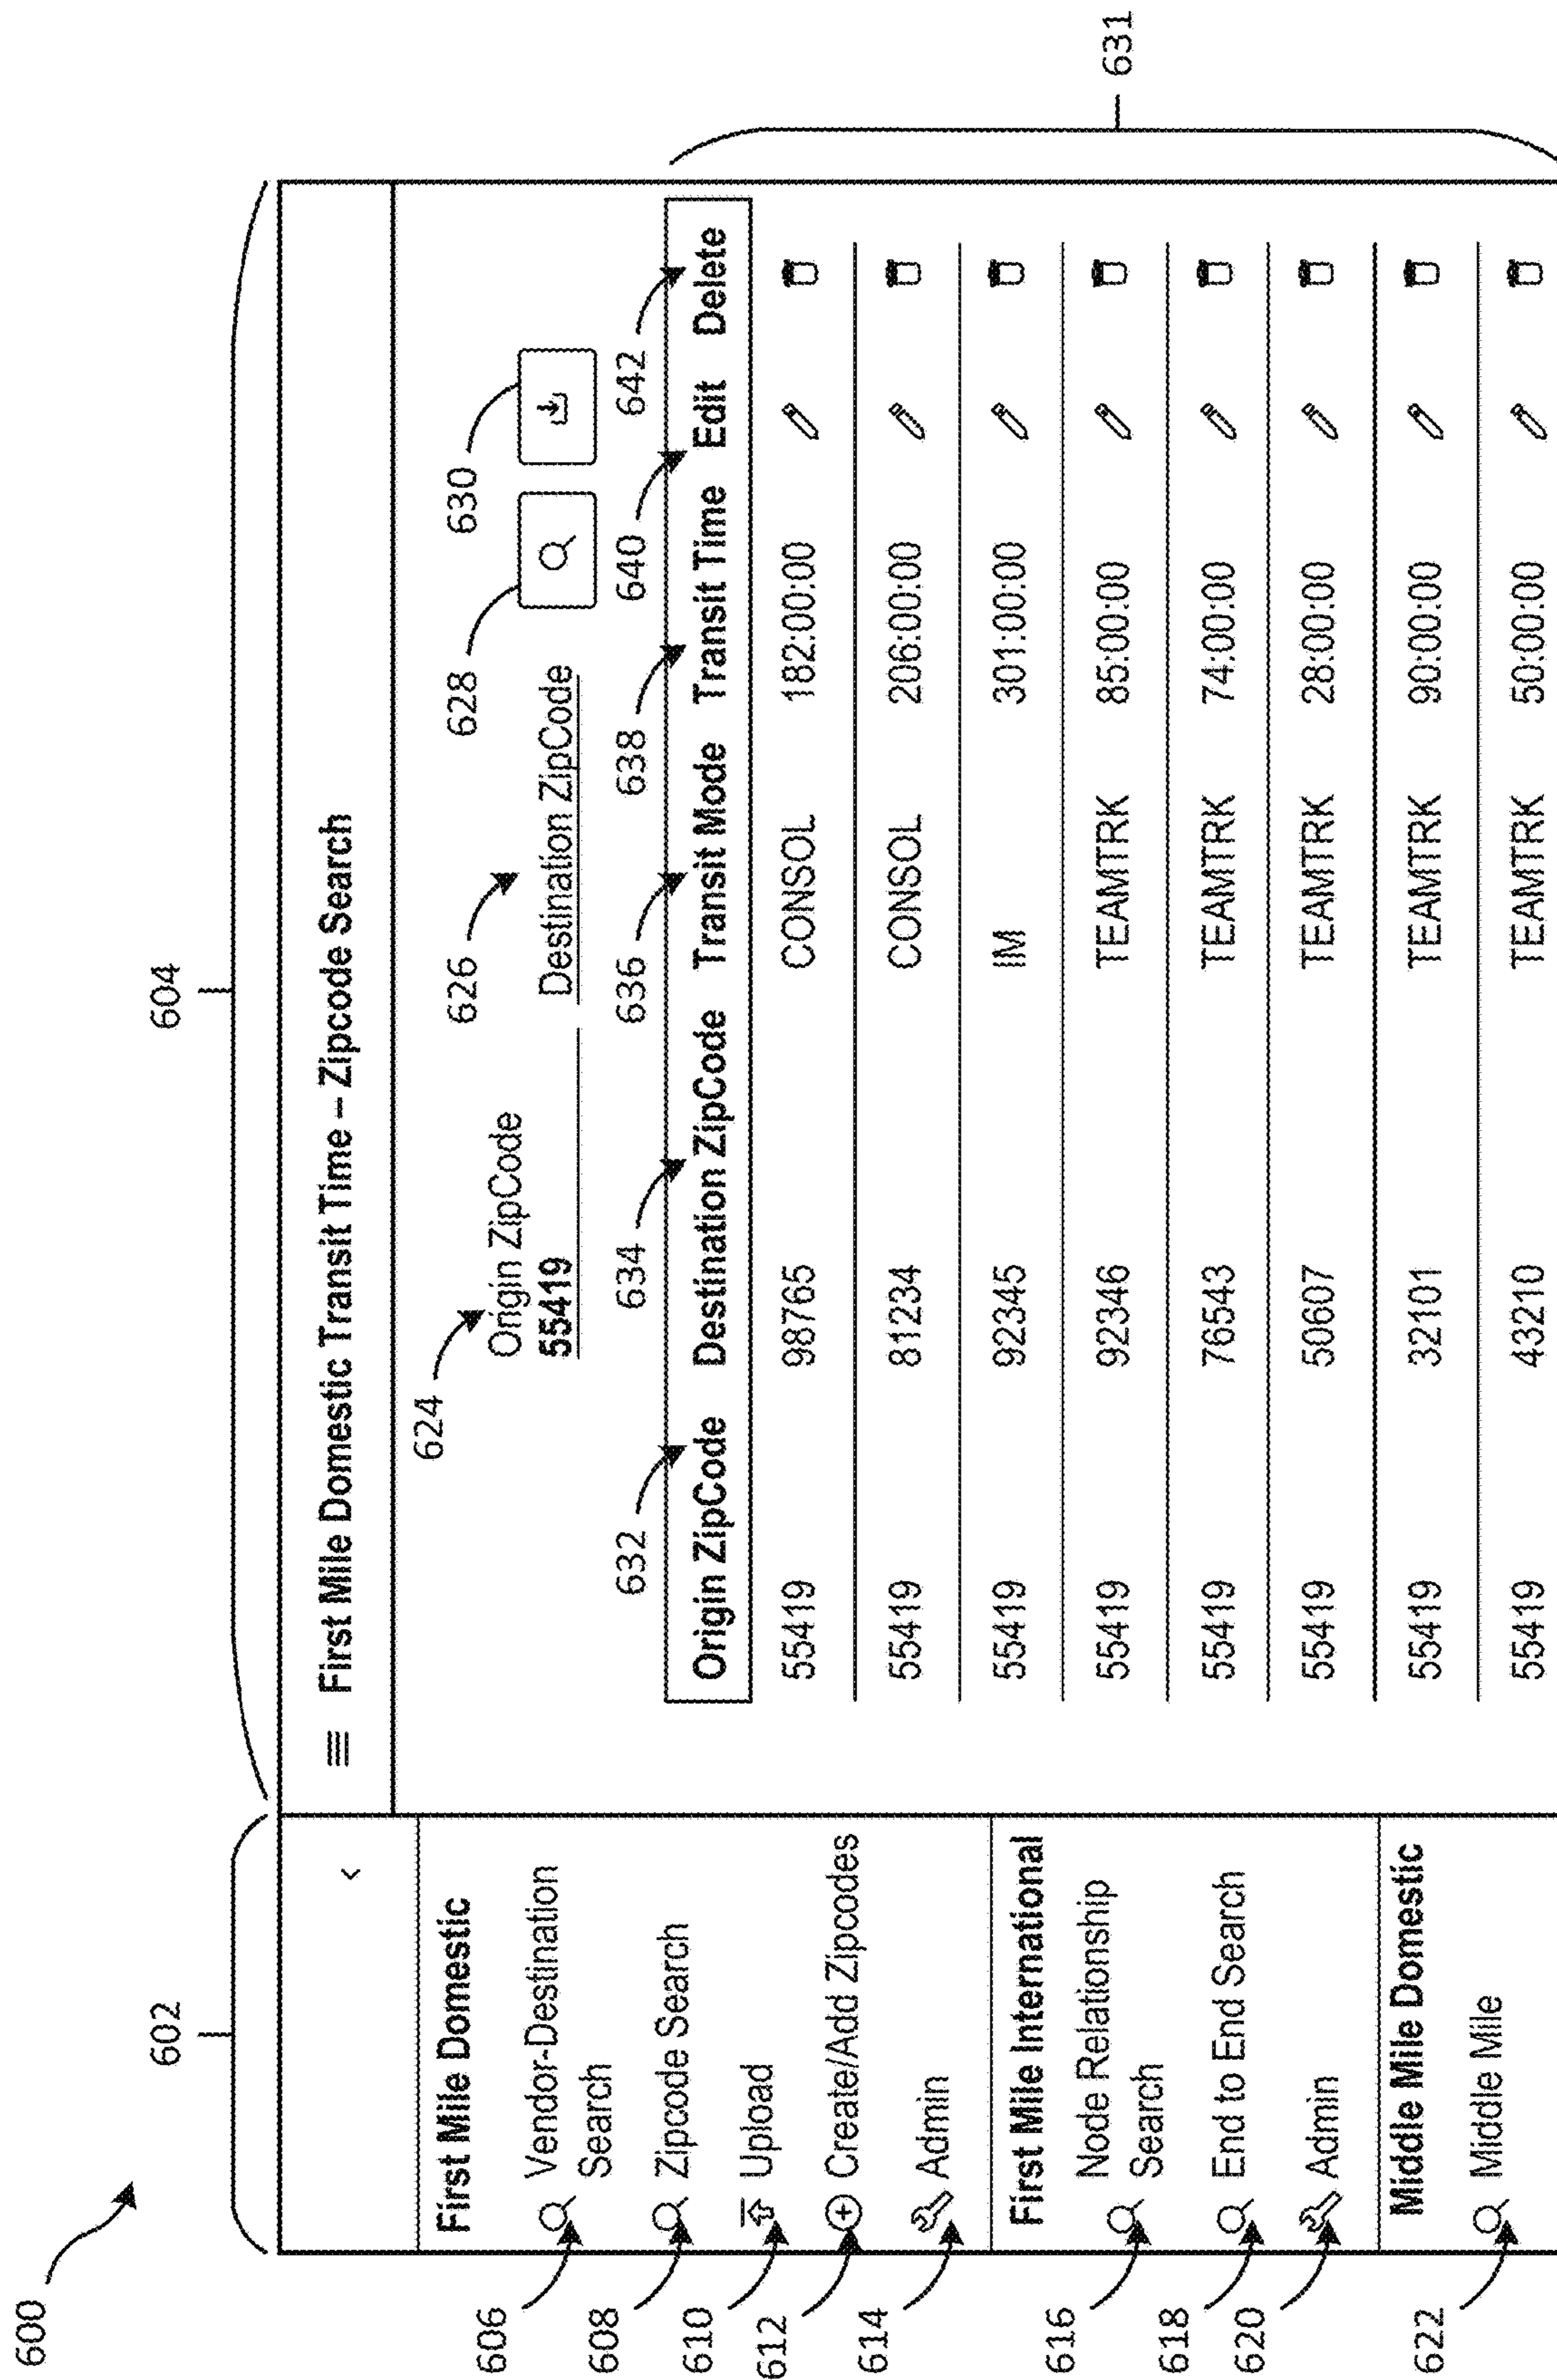 600
602
604
<
First Mile Domestic
606
Vendor-Destination
Search
608
Zipcode Search
610
Upload
612
Create/Add Zipcodes
614
Admin
First Mile International
616
Node Relationship
Search
618
End to End Search
620
Admin
Middle Mile Domestic
622
Middle Mile
First Mile Domestic Transit Time – Zipcode Search
624
626
628
630
Origin ZipCode
55419
Destination ZipCode
632 634 636 638 640 642
Origin ZipCode Destination ZipCode Transit Mode Transit Time Edit Delete
55419 98765 CONSOL 182:00:00
55419 81234 CONSOL 206:00:00
55419 92345 IM 301:00:00
55419 92346 TEAMTRK 85:00:00
55419 76543 TEAMTRK 74:00:00
55419 50607 TEAMTRK 28:00:00
55419 32101 TEAMTRK 90:00:00
55419 43210 TEAMTRK 50:00:00
631